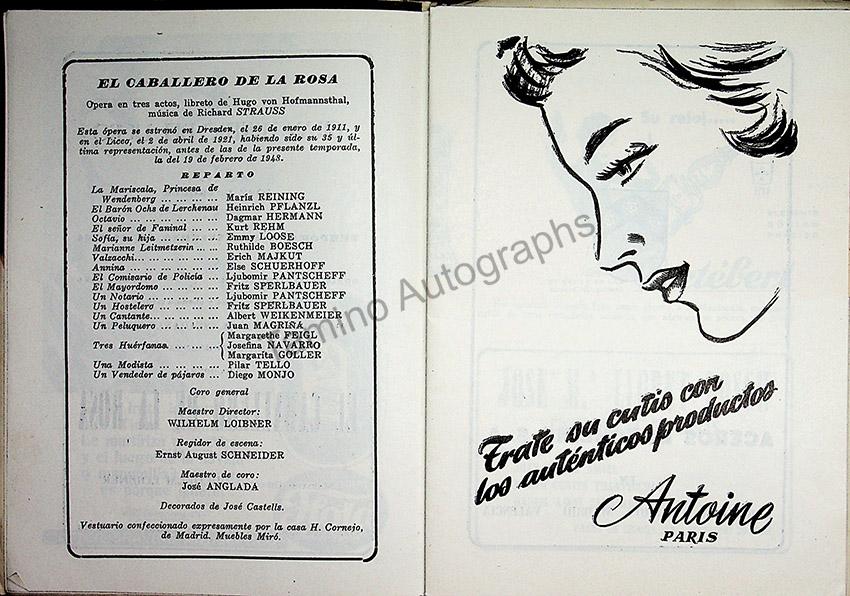 EL CABALLERO DE LA ROSA
Opera en tres actos, libreto de Hugo von Hofmannsthal,
música de Richard STRAUSS
Esta ópera se estrenó en Dresden, el 26 de enero de 1911, y
en el Liceo, el 2 de abril de 1921, habiendo sido su 35 y úl-
tima representación, antes de las de la presente temporada,
la del 19 de febrero de 1948.
REPARTO
La Mariscala, Princesa de
Wendenberg ... ... ... ... María REINING
El Barón Ochs de Lerchenau Heinrich PFLANZL
Octavio ... ... ... ... ... ... Dagmar HERMANN
El señor de Faninal ... ... Kurt REHM
Sofía, su hija ... ... ... ... Emmy LOOSE
Marianne Leitmetzerin ... ... Ruthilde BOESCH
Valzacchi ... ... ... ... ... Erich MAJKUT
Annina ... ... ... ... ... ... Else SCHUERHOFF
El Comisario de Policía ... Ljubomir PANTSCHEFF
El Mayordomo ... ... ... ... Fritz SPERLBAUER
Un Notario ... ... ... ... ... Ljubomir PANTSCHEFF
Un Hostelero ... ... ... ... Fritz SPERLBAUER
Un Cantante... ... ... ... ... Albert WEIKENMEIER
Un Peluquero ... ... ... ... Juan MAGRIÑA
Margarethe FEIGL
Tres Huérfanas ... ... ... Josefina NAVARRO
Margarita GOLLER
Una Modista ... ... ... ... Pilar TELLO
Un Vendedor de pájaros ... Diego MONJO
Coro general
Maestro Director:
WILHELM LOIBNER
Regidor de escena:
Ernst August SCHNEIDER
Maestro de coro:
José ANGLADA
Decorados de José Castells.
Vestuario confeccionado expresamente por la casa H. Cornejo,
de Madrid. Muebles Miró.
Trate su cutis con
los auténticos productos
Antoine
PARIS
Tamino Autographs